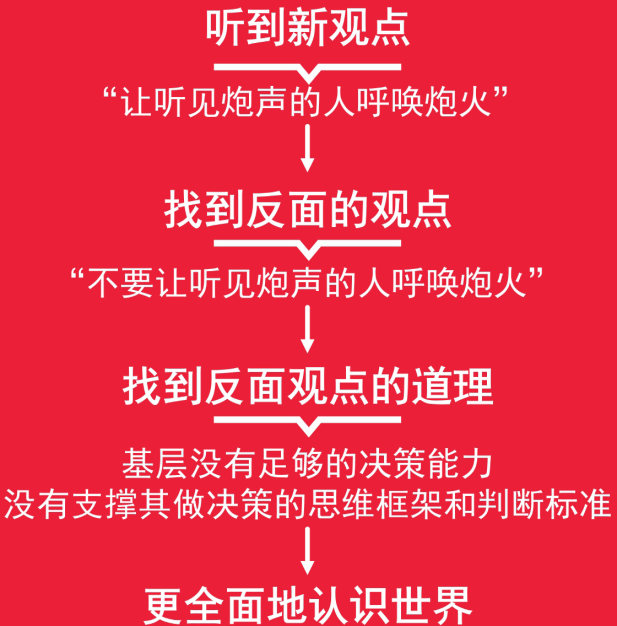 听到新观点
“让听见炮声的人呼唤炮火”
找到反面的观点
“不要让听见炮声的人呼唤炮火”
找到反面观点的道理
基层没有足够的决策能力
没有支撑其做决策的思维框架和判断标准
更全面地认识世界